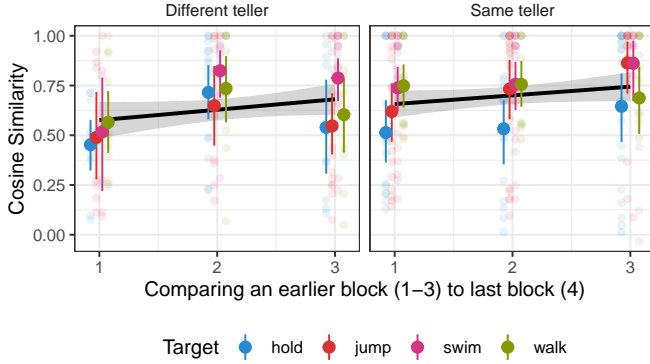 Different teller
Same teller
Cosine Similarity
1.00
0.75
0.50
0.25
0.00
1 2 3
1 2 3
Comparing an earlier block (1−3) to last block (4)
Target hold jump swim walk